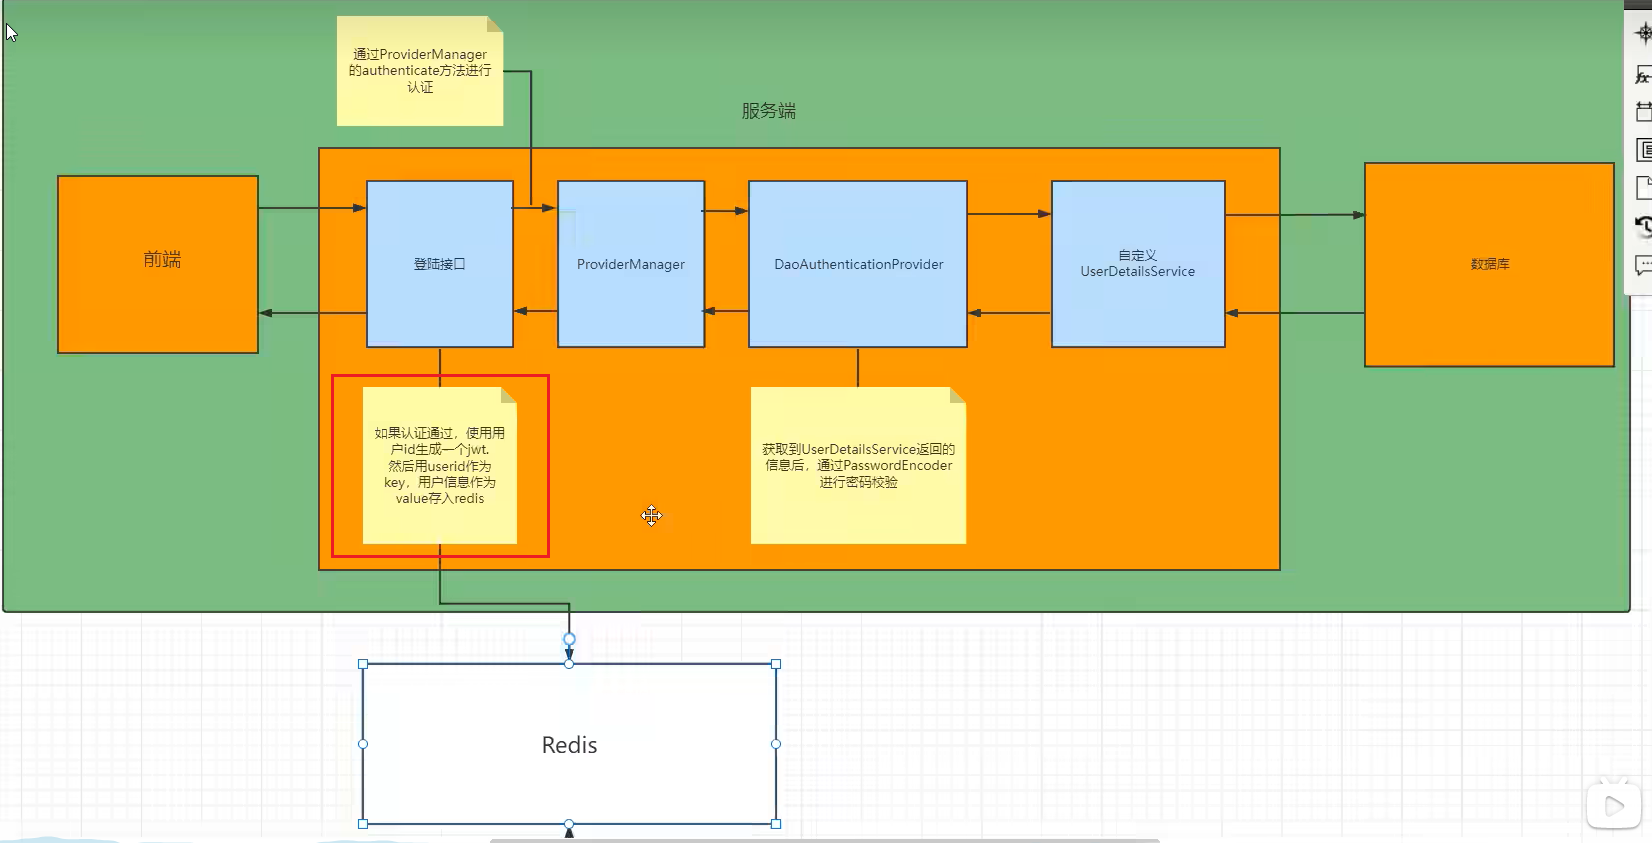 通过ProviderManager
的authenticate方法进行
认证
服务端
前端
登陆接口
ProviderManager
DaoAuthenticationProvider
自定义
UserDetailsService
数据库
如果认证通过，使用用
户id生成一个jwt.
然后用userid作为
key，用户信息作为
value存入redis
获取到UserDetailsService返回的
信息后，通过PasswordEncoder
进行密码校验
Redis